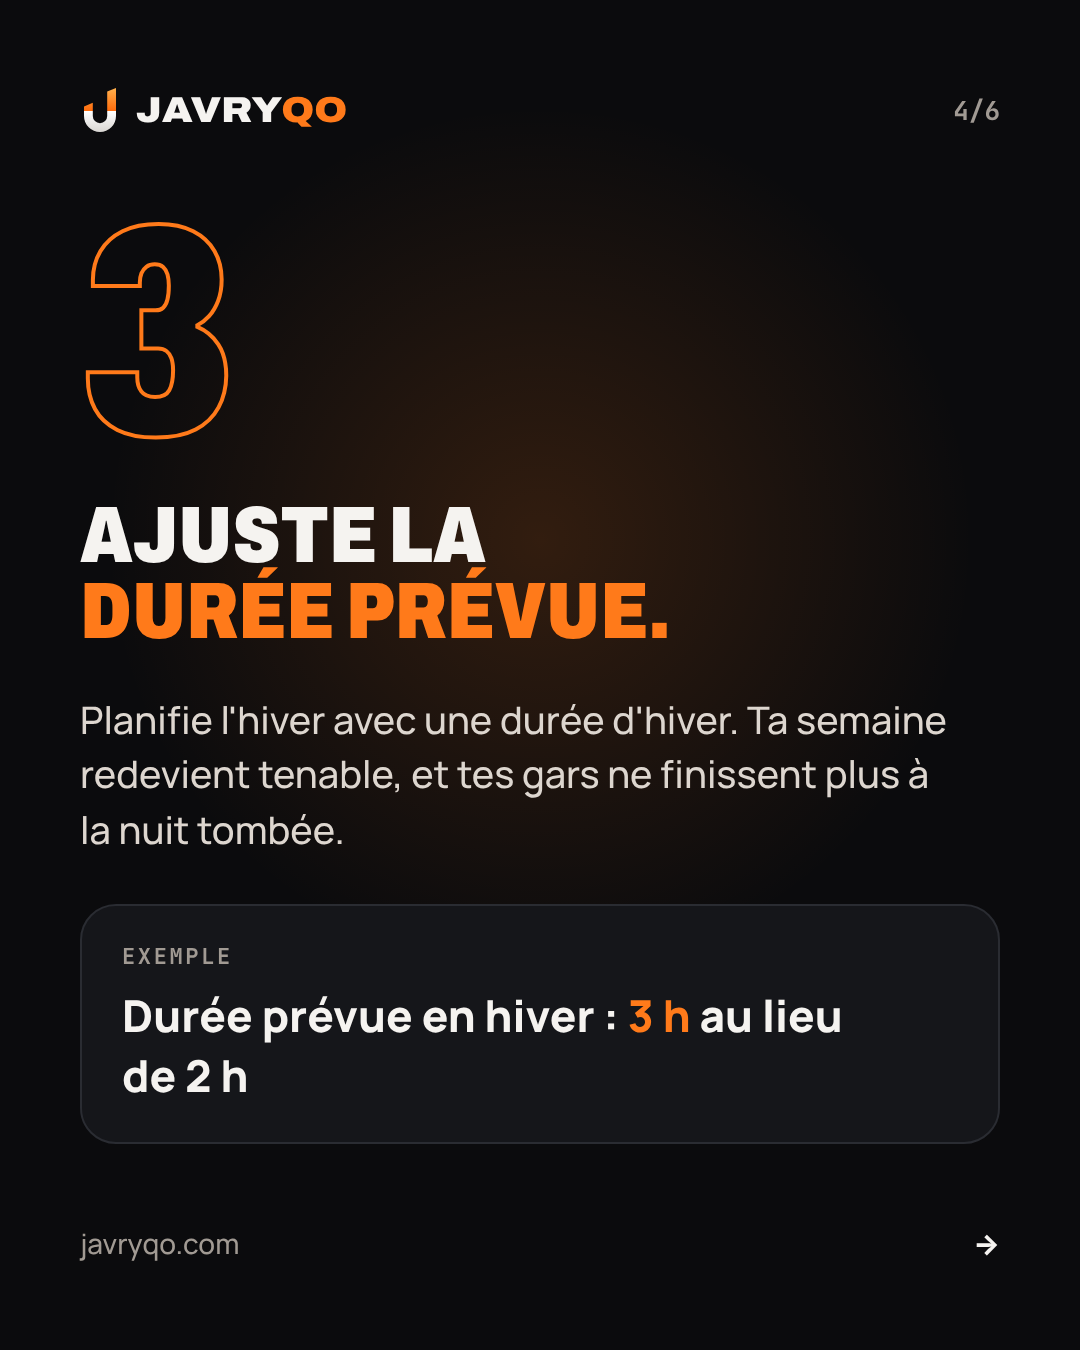 JAVRYQO
4/6
3
AJUSTE LA
DURÉE PRÉVUE.
Planifie l'hiver avec une durée d'hiver. Ta semaine
redevient tenable, et tes gars ne finissent plus à
la nuit tombée.
EXEMPLE
Durée prévue en hiver : 3 h au lieu
de 2 h
javryqo.com →